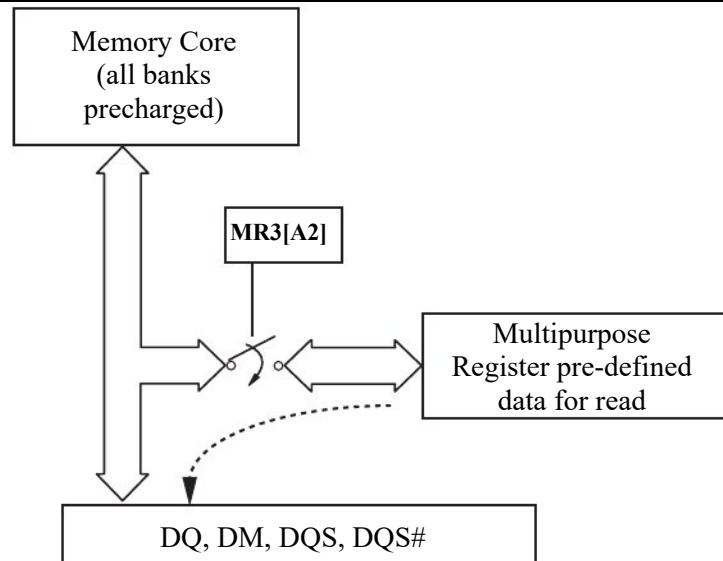 Memory Core
(all banks
precharged)
MR3[A2]
Multipurpose
Register pre-defined
data for read
DQ, DM, DQS, DQS#